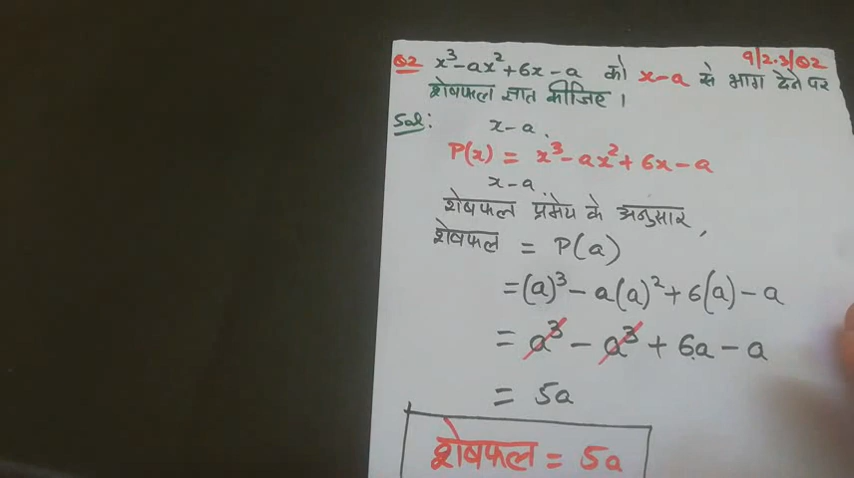 9/2.3/Q2
Q2 x³-ax²+6x-a को x-a से भाग देने पर
शेषफल ज्ञात कीजिए ।
Sol: x-a.
P(x) = x³-ax²+6x-a
x-a.
शेषफल प्रमेय के अनुसार,
शेषफल = P(a)
=(a)³-a(a)²+6(a)-a
= a³ - a³ + 6a - a
= 5a
शेषफल = 5a